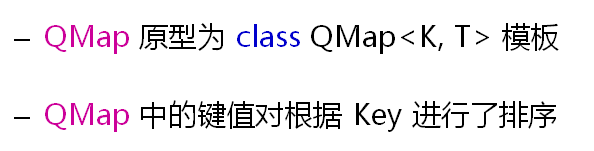 – QMap 原型为 class QMap<K, T> 模板
– QMap 中的键值对根据 Key 进行了排序